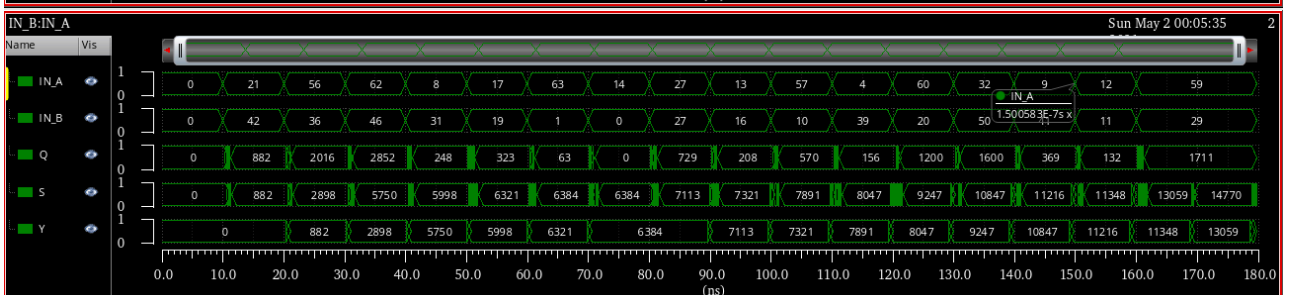 IN_B:IN_A Sun May 2 00:05:35 2
Name Vis
IN_A 1 0 0 21 56 62 8 17 63 14 27 13 57 4 60 32 9 12 59
IN_A
1.500583E-7s x
IN_B 1 0 0 42 36 46 31 19 1 0 27 16 10 39 20 50 11 29
Q 1 0 0 882 2016 2852 248 323 63 0 729 208 570 156 1200 1600 369 132 1711
S 1 0 0 882 2898 5750 5998 6321 6384 6384 7113 7321 7891 8047 9247 10847 11216 11348 13059 14770
Y 1 0 0 882 2898 5750 5998 6321 6384 7113 7321 7891 8047 9247 10847 11216 11348 13059
0.0 10.0 20.0 30.0 40.0 50.0 60.0 70.0 80.0 90.0 100.0 110.0 120.0 130.0 140.0 150.0 160.0 170.0 180.0
(ns)